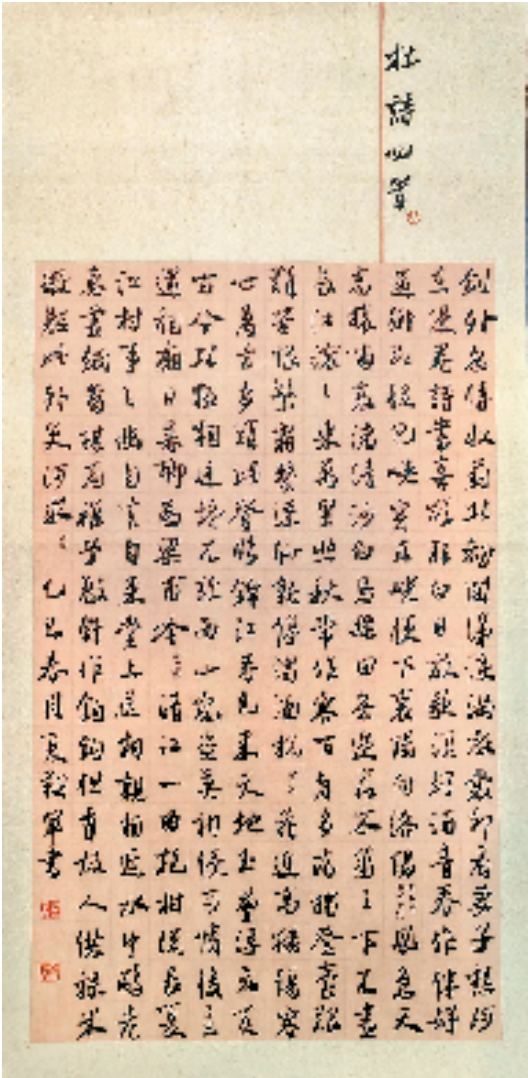 杜詩四首
劍外忽傳收薊北初聞涕淚滿衣裳卻看妻子愁何
在漫卷詩書喜欲狂白日放歌須縱酒青春作伴好
還鄉即從巴峽穿巫峽便下襄陽向洛陽 風急天
高猿嘯哀渚清沙白鳥飛回無邊落木蕭〻下不盡
長江滾〻來萬里悲秋常作客百年多病獨登臺艱
難苦恨繁霜鬢潦倒新停濁酒杯 花近高樓傷客
心萬方多難此登臨錦江春色來天地玉壘浮雲變
古今北極朝廷終不改西山寇盜莫相侵可憐後主
還祠廟日暮聊為梁甫吟 清江一曲抱村流長夏
江村事〻幽自去自來堂上燕相親相近水中鷗老
妻畫紙為棋局稚子敲針作釣鉤但有故人供祿米
微軀此外更何求 乙巳春月夏書